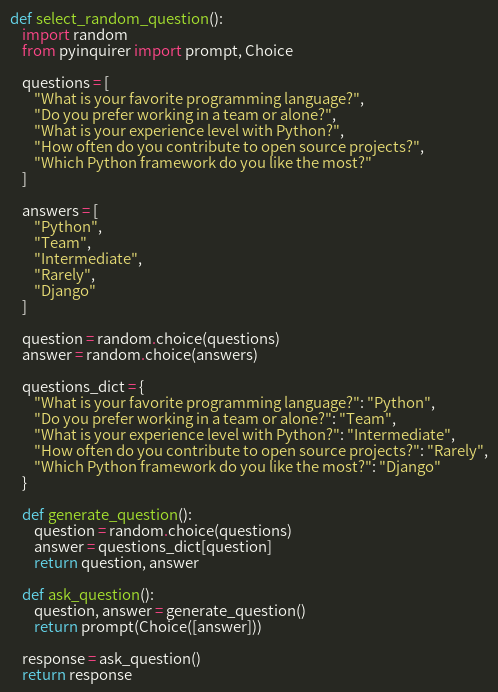 def select_random_question():
    import random
    from pyinquirer import prompt, Choice

    questions = [
        "What is your favorite programming language?",
        "Do you prefer working in a team or alone?",
        "What is your experience level with Python?",
        "How often do you contribute to open source projects?",
        "Which Python framework do you like the most?"
    ]

    answers = [
        "Python",
        "Team",
        "Intermediate",
        "Rarely",
        "Django"
    ]

    question = random.choice(questions)
    answer = random.choice(answers)

    questions_dict = {
        "What is your favorite programming language?": "Python",
        "Do you prefer working in a team or alone?": "Team",
        "What is your experience level with Python?": "Intermediate",
        "How often do you contribute to open source projects?": "Rarely",
        "Which Python framework do you like the most?": "Django"
    }

    def generate_question():
        question = random.choice(questions)
        answer = questions_dict[question]
        return question, answer

    def ask_question():
        question, answer = generate_question()
        return prompt(Choice([answer]))

    response = ask_question()
    return response